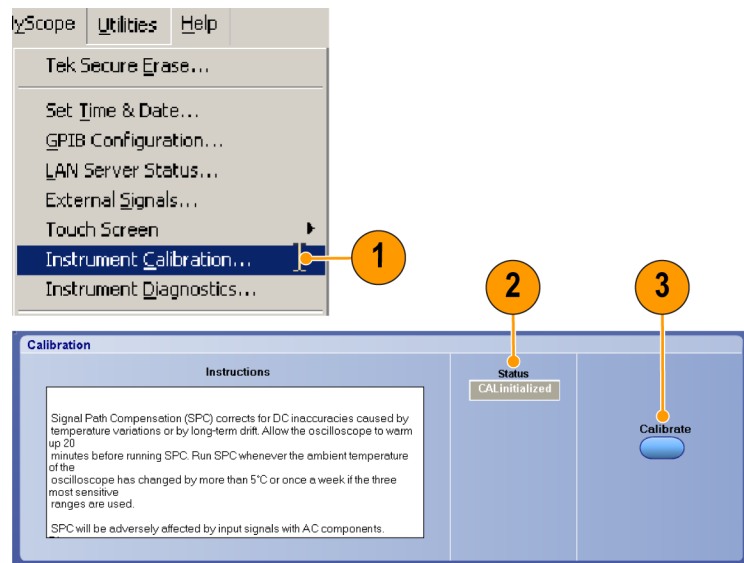 yScope Utilities Help
Tek Secure Erase...
Set Time & Date...
GPIB Configuration...
LAN Server Status...
External Signals...
Touch Screen
Instrument Calibration...
Instrument Diagnostics...
1
2
3
Calibration
Instructions
Signal Path Compensation (SPC) corrects for DC inaccuracies caused by
temperature variations or by long-term drift. Allow the oscilloscope to warm
up 20
minutes before running SPC. Run SPC whenever the ambient temperature
of the
oscilloscope has changed by more than 5°C or once a week if the three
most sensitive
ranges are used.
SPC will be adversely affected by input signals with AC components.
Status
CALinitialized
Calibrate